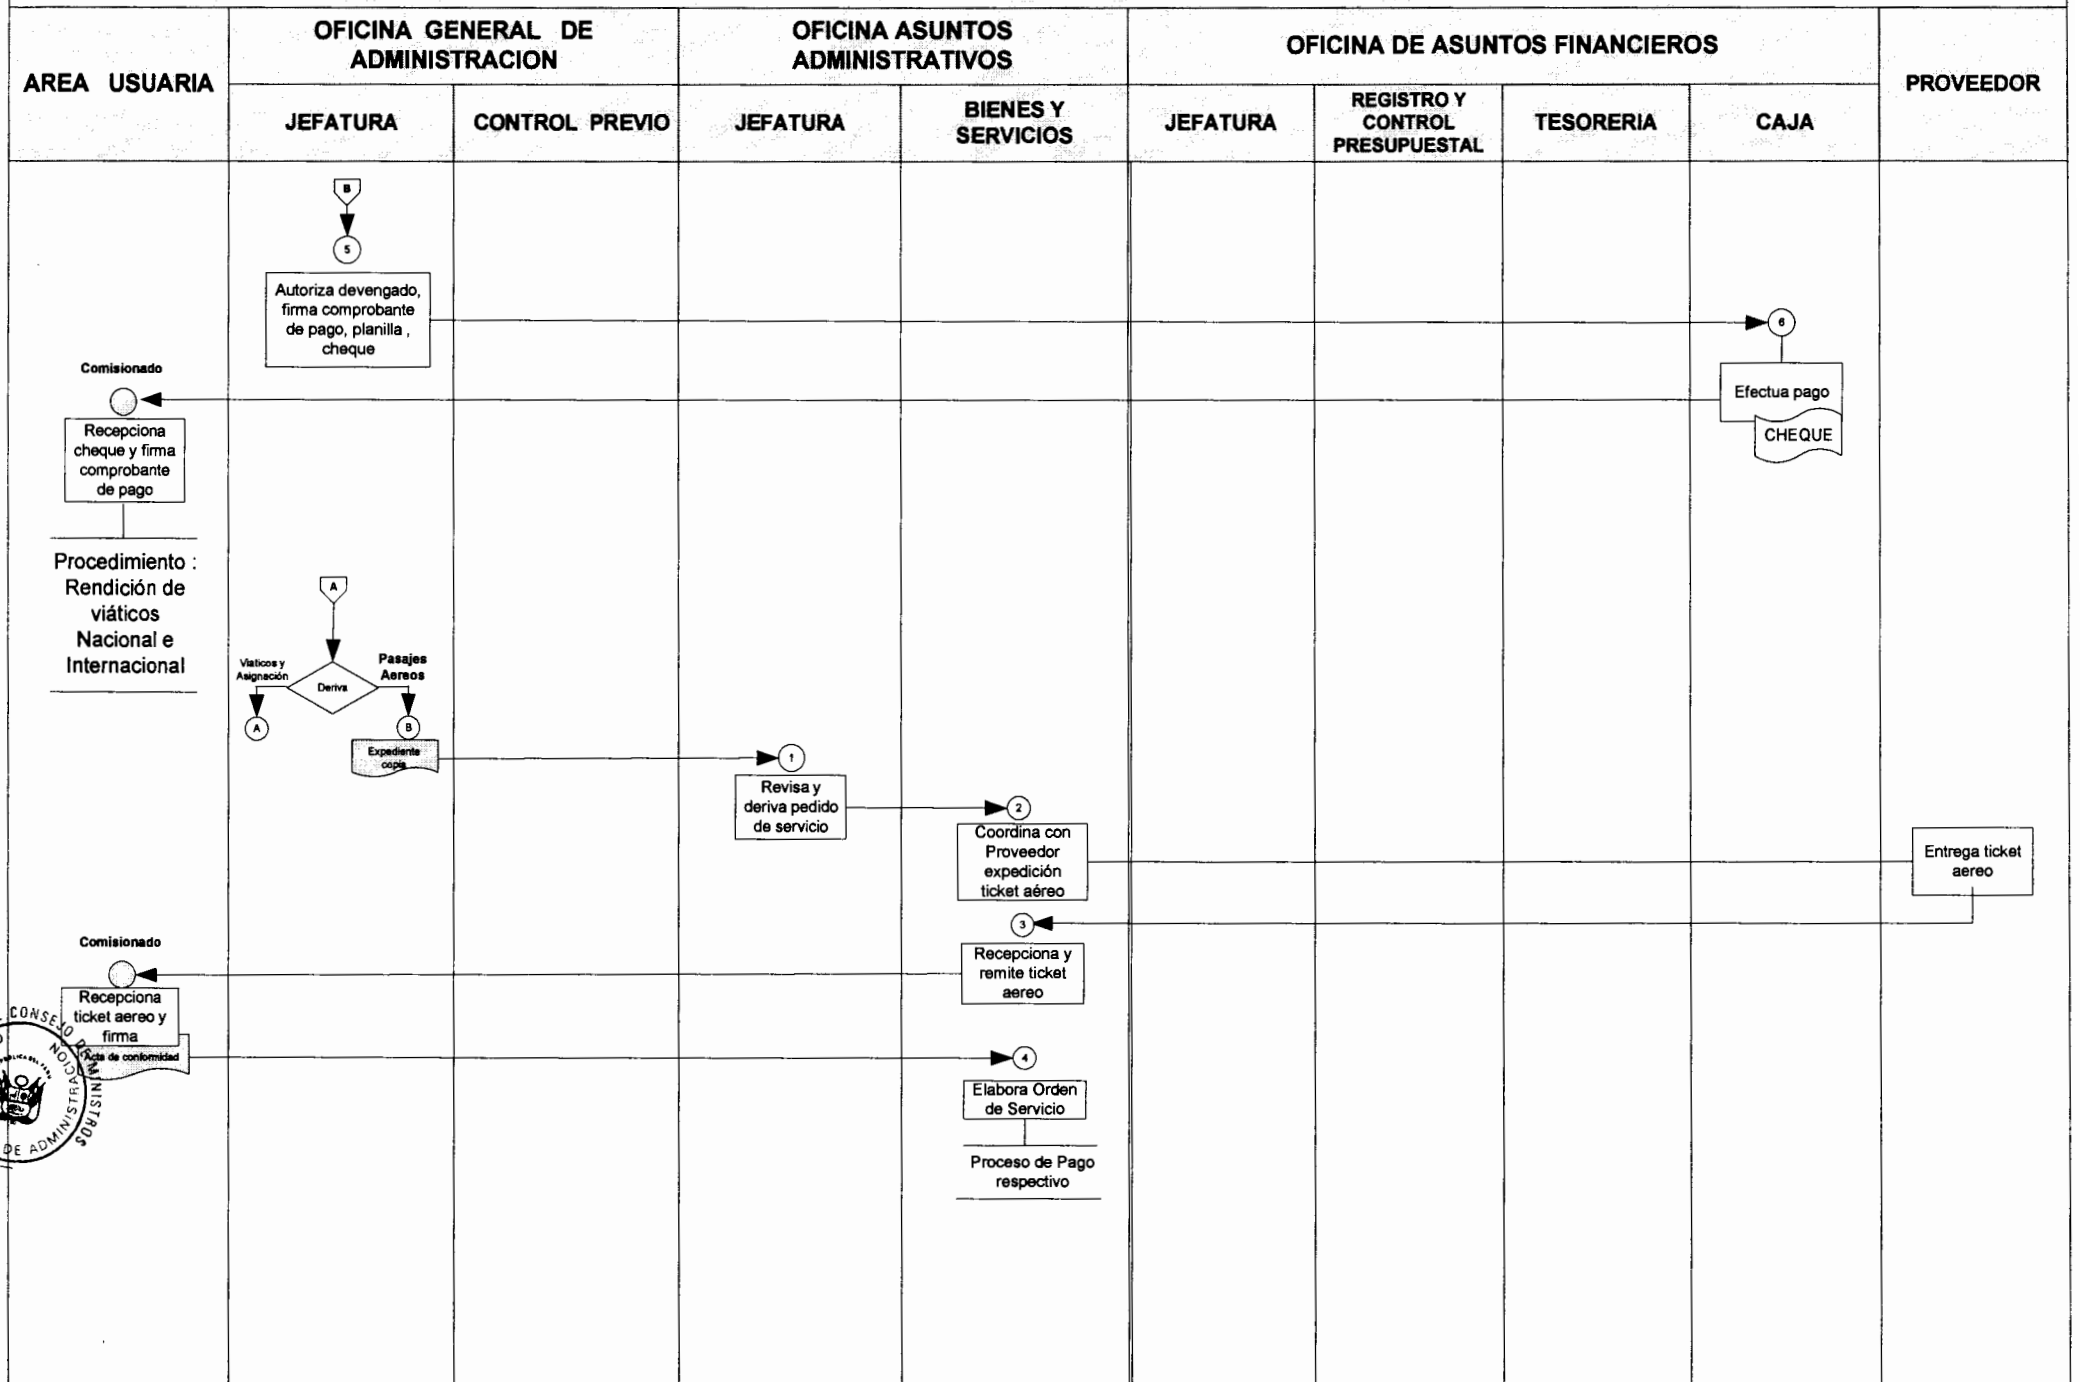 AREA USUARIA
OFICINA GENERAL DE
ADMINISTRACION
OFICINA ASUNTOS
ADMINISTRATIVOS
OFICINA DE ASUNTOS FINANCIEROS
PROVEEDOR
JEFATURA
CONTROL PREVIO
JEFATURA
BIENES Y
SERVICIOS
JEFATURA
REGISTRO Y
CONTROL
PRESUPUESTAL
TESORERIA
CAJA
B
5
Autoriza devengado,
firma comprobante
de pago, planilla ,
cheque
6
Efectua pago
CHEQUE
Comisionado
Recepciona
cheque y firma
comprobante
de pago
Procedimiento :
Rendición de
viáticos
Nacional e
Internacional
A
Viaticos y
Asignación
Deriva
Pasajes
Aereos
A
B
Expediente
copia
1
Revisa y
deriva pedido
de servicio
2
Coordina con
Proveedor
expedición
ticket aéreo
Entrega ticket
aereo
3
Recepciona y
remite ticket
aereo
Comisionado
Recepciona
ticket aereo y
firma
Acta de conformidad
4
Elabora Orden
de Servicio
Proceso de Pago
respectivo
CONSEJO DE MINISTROS
DE ADMINISTRACION